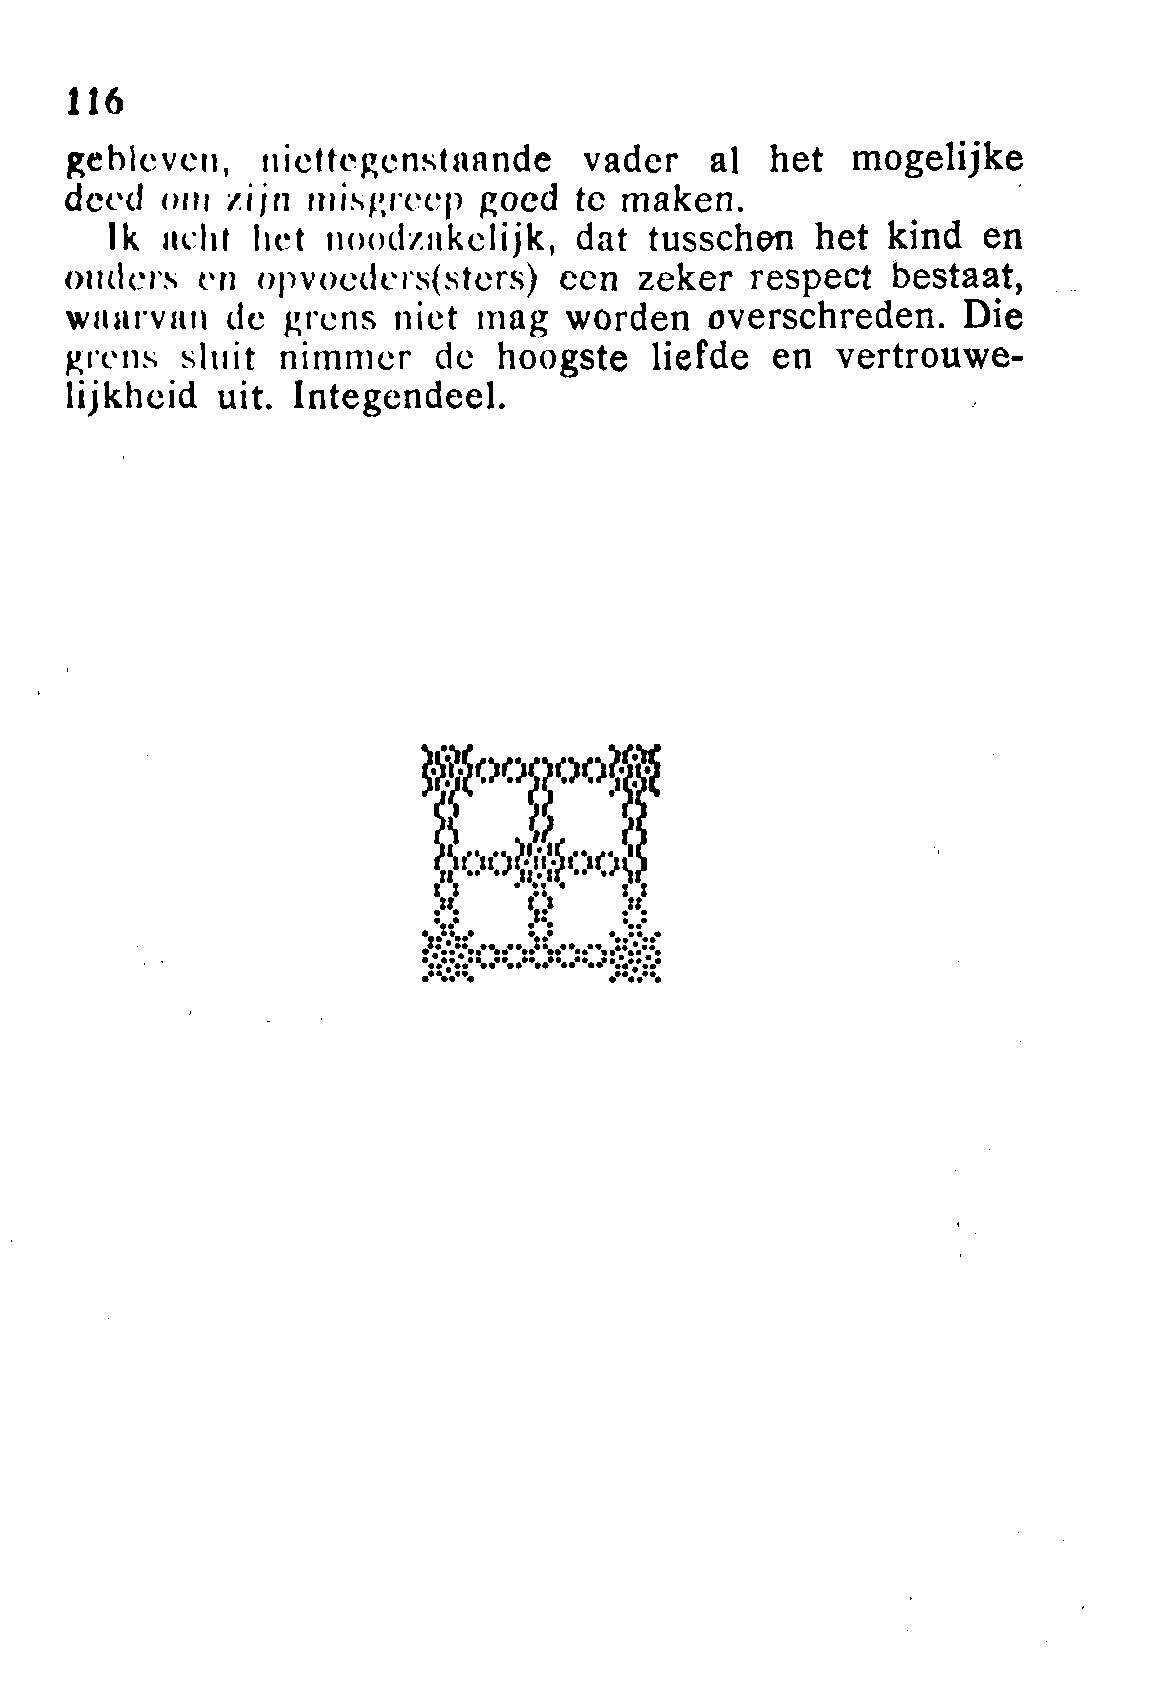 116
gebleven, niettegenstaande vader al het mogelijke
deed om zijn misgreep goed te maken.
Ik acht het noodzakelijk, dat tusschen het kind en
ouders en opvoeders(sters) een zeker respect bestaat,
waarvan de grens niet mag worden overschreden. Die
grens sluit nimmer de hoogste liefde en vertrouwe-
lijkheid uit. Integendeel.